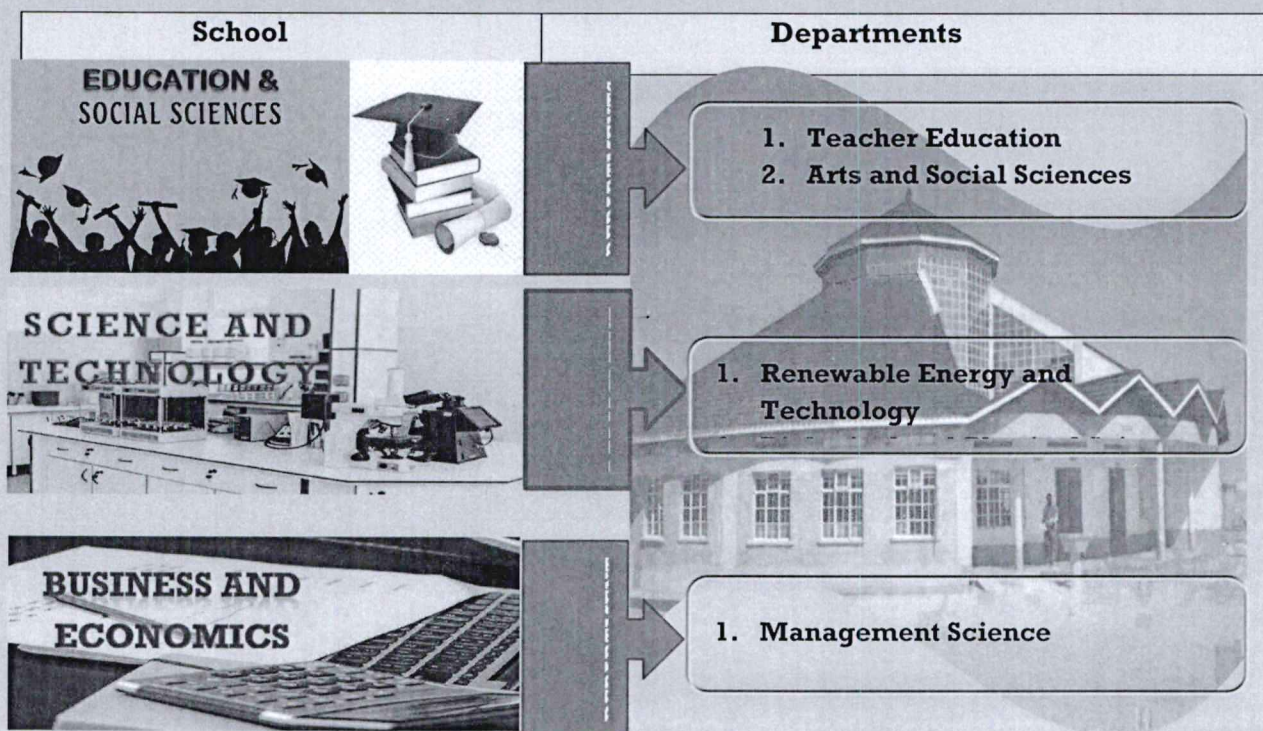 School
Departments
EDUCATION &
SOCIAL SCIENCES
1. Teacher Education
2. Arts and Social Sciences
SCIENCE AND
TECHNOLOGY
1. Renewable Energy and
Technology
BUSINESS AND
ECONOMICS
1. Management Science